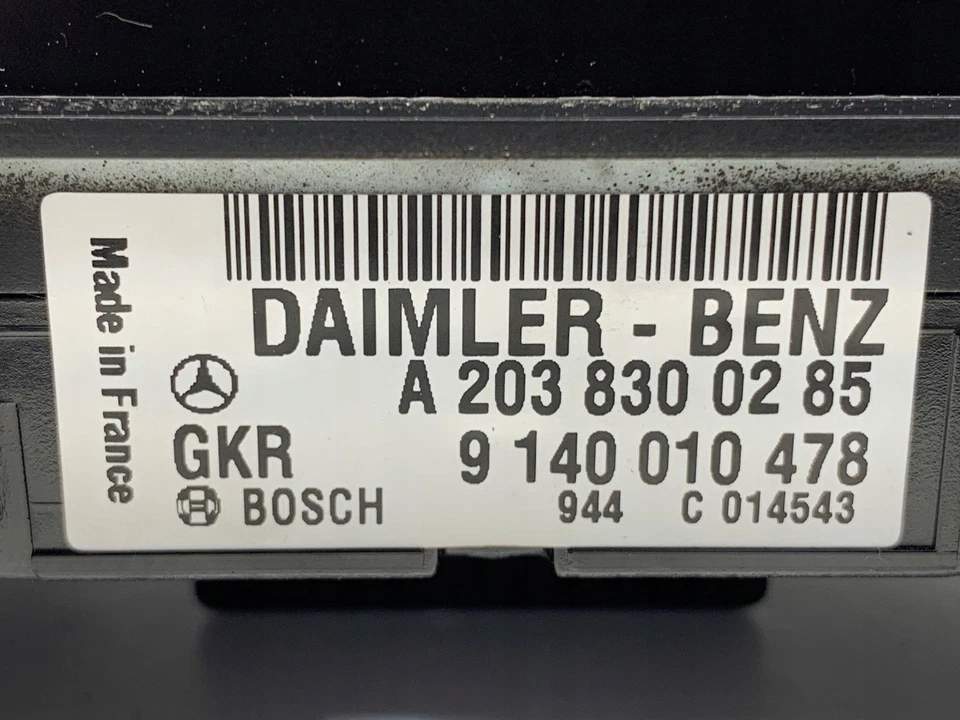 Made in France
DAIMLER - BENZ
A 203 830 02 85
GKR 9 140 010 478
BOSCH 944 C 014543